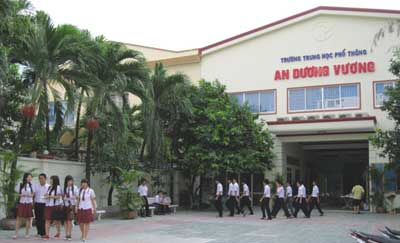 TRƯỜNG TRUNG HỌC PHỔ THÔNG
AN DƯƠNG VƯƠNG